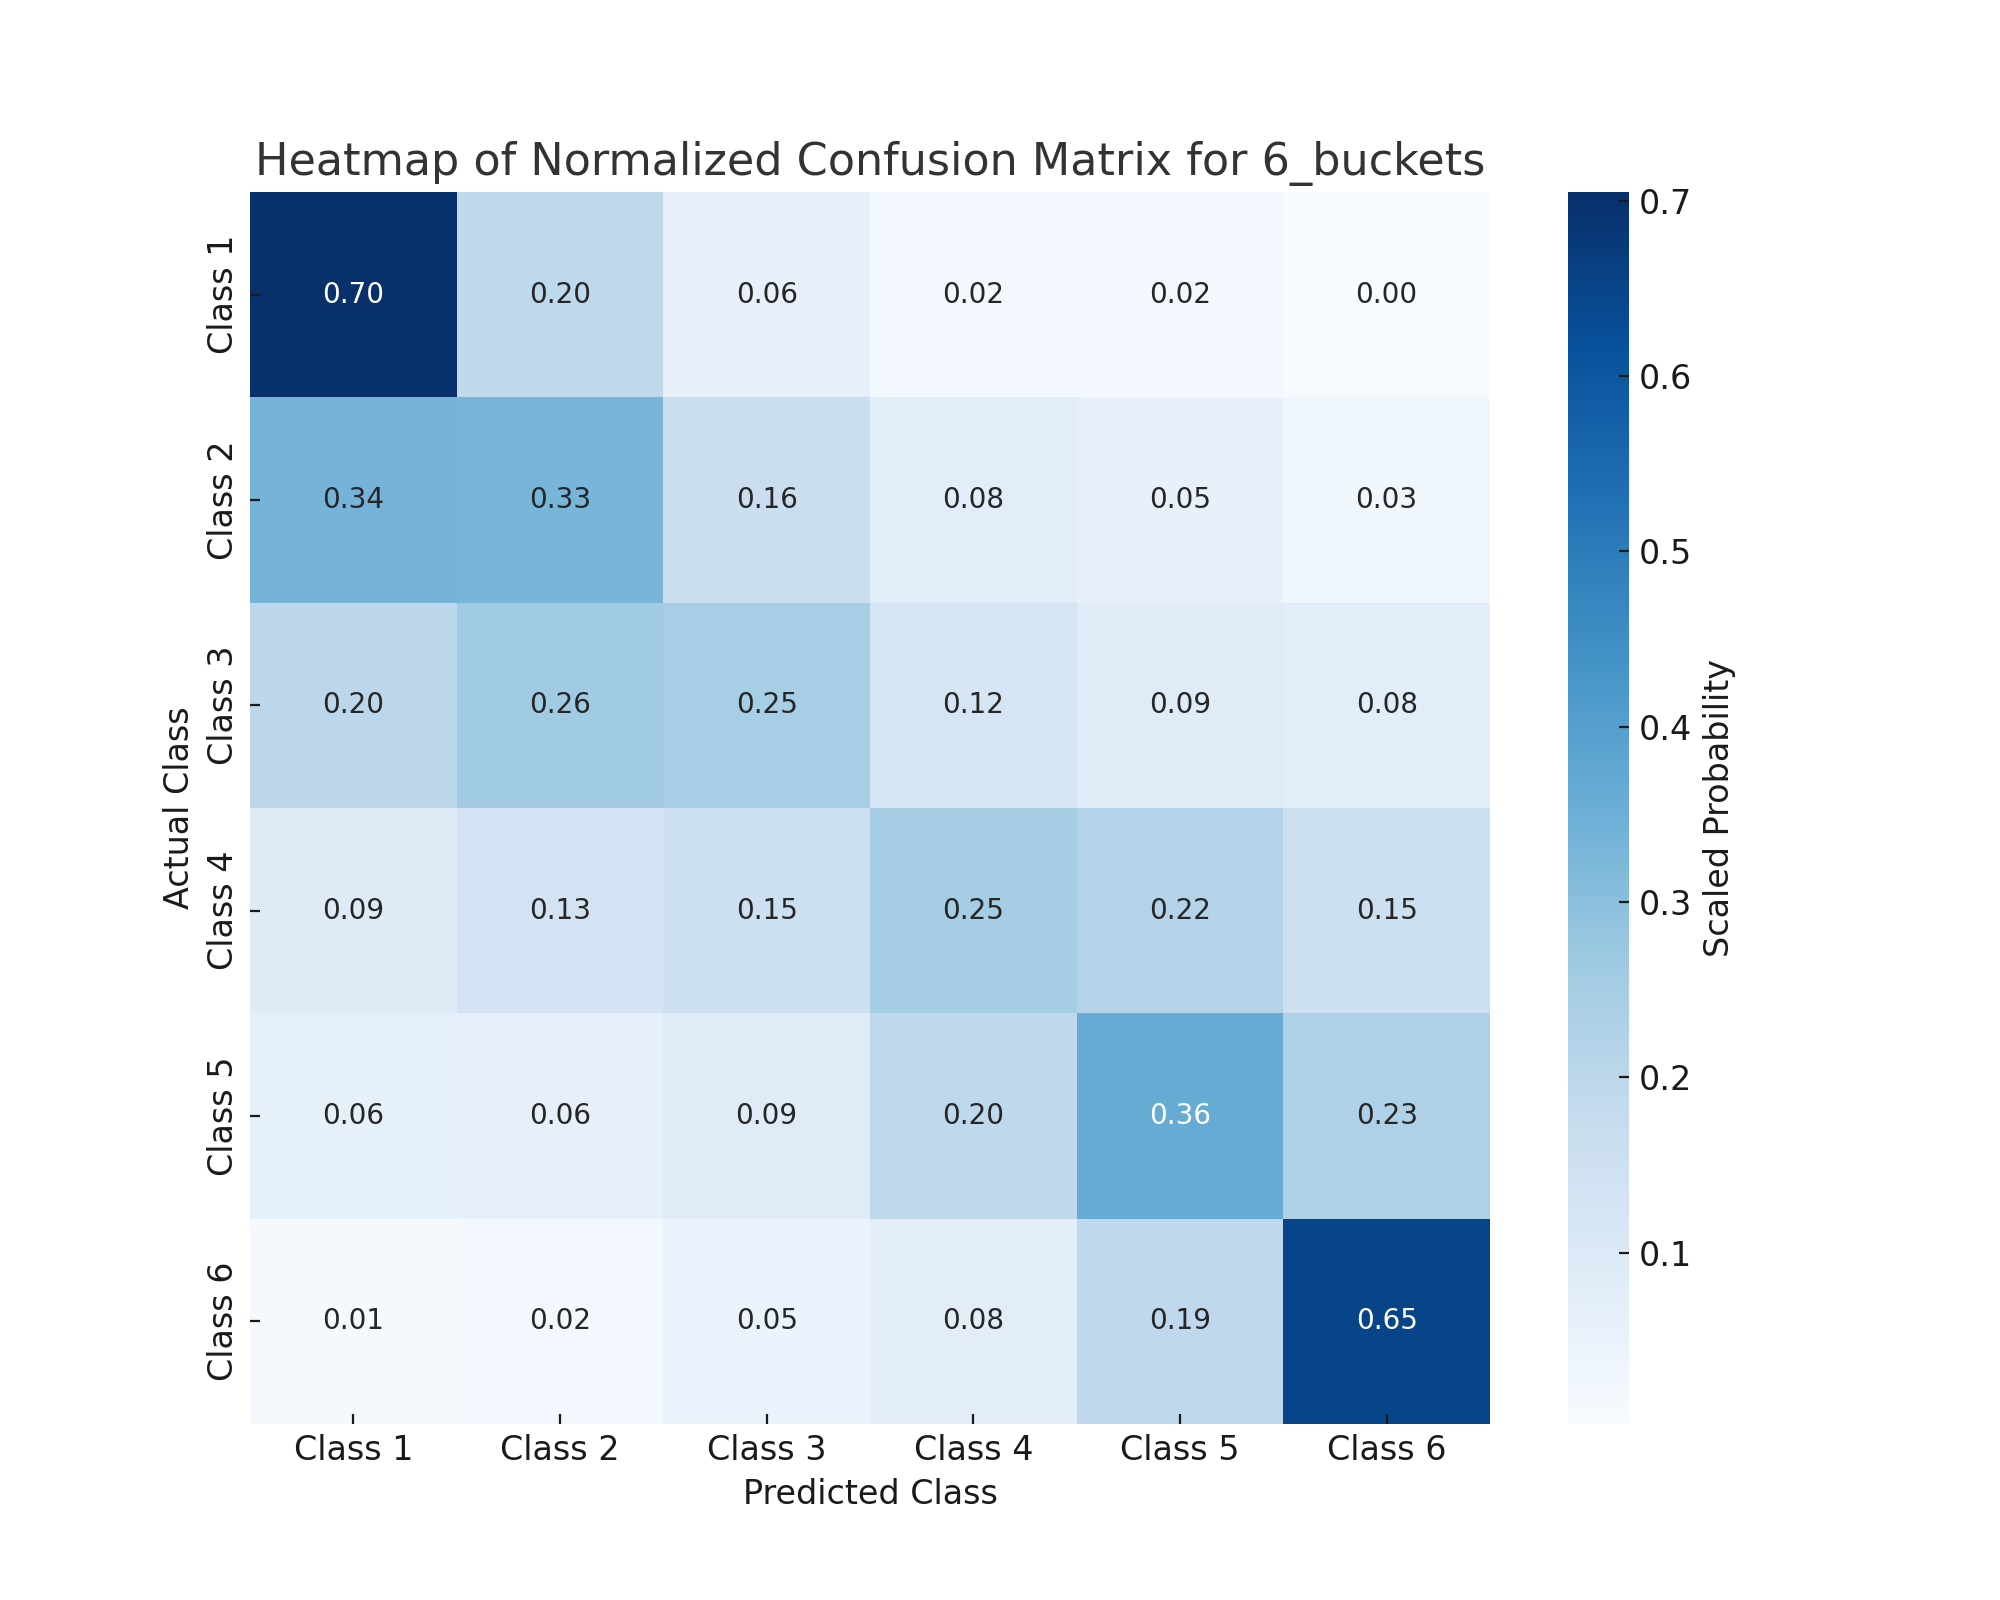 Heatmap of Normalized Confusion Matrix for 6_buckets
Class 1
0.70 0.20 0.06 0.02 0.02 0.00
Class 2
0.34 0.33 0.16 0.08 0.05 0.03
Class 3
0.20 0.26 0.25 0.12 0.09 0.08
Class 4
0.09 0.13 0.15 0.25 0.22 0.15
Class 5
0.06 0.06 0.09 0.20 0.36 0.23
Class 6
0.01 0.02 0.05 0.08 0.19 0.65
Actual Class
Class 1 Class 2 Class 3 Class 4 Class 5 Class 6
Predicted Class
0.7
0.6
0.5
0.4
0.3
0.2
0.1
Scaled Probability